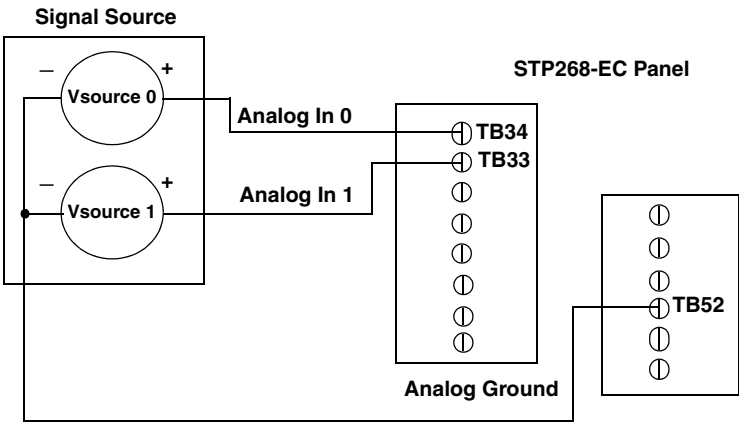 Signal Source
STP268-EC Panel
– +
Vsource 0
Analog In 0
TB34
TB33
– +
Vsource 1
Analog In 1
TB52
Analog Ground